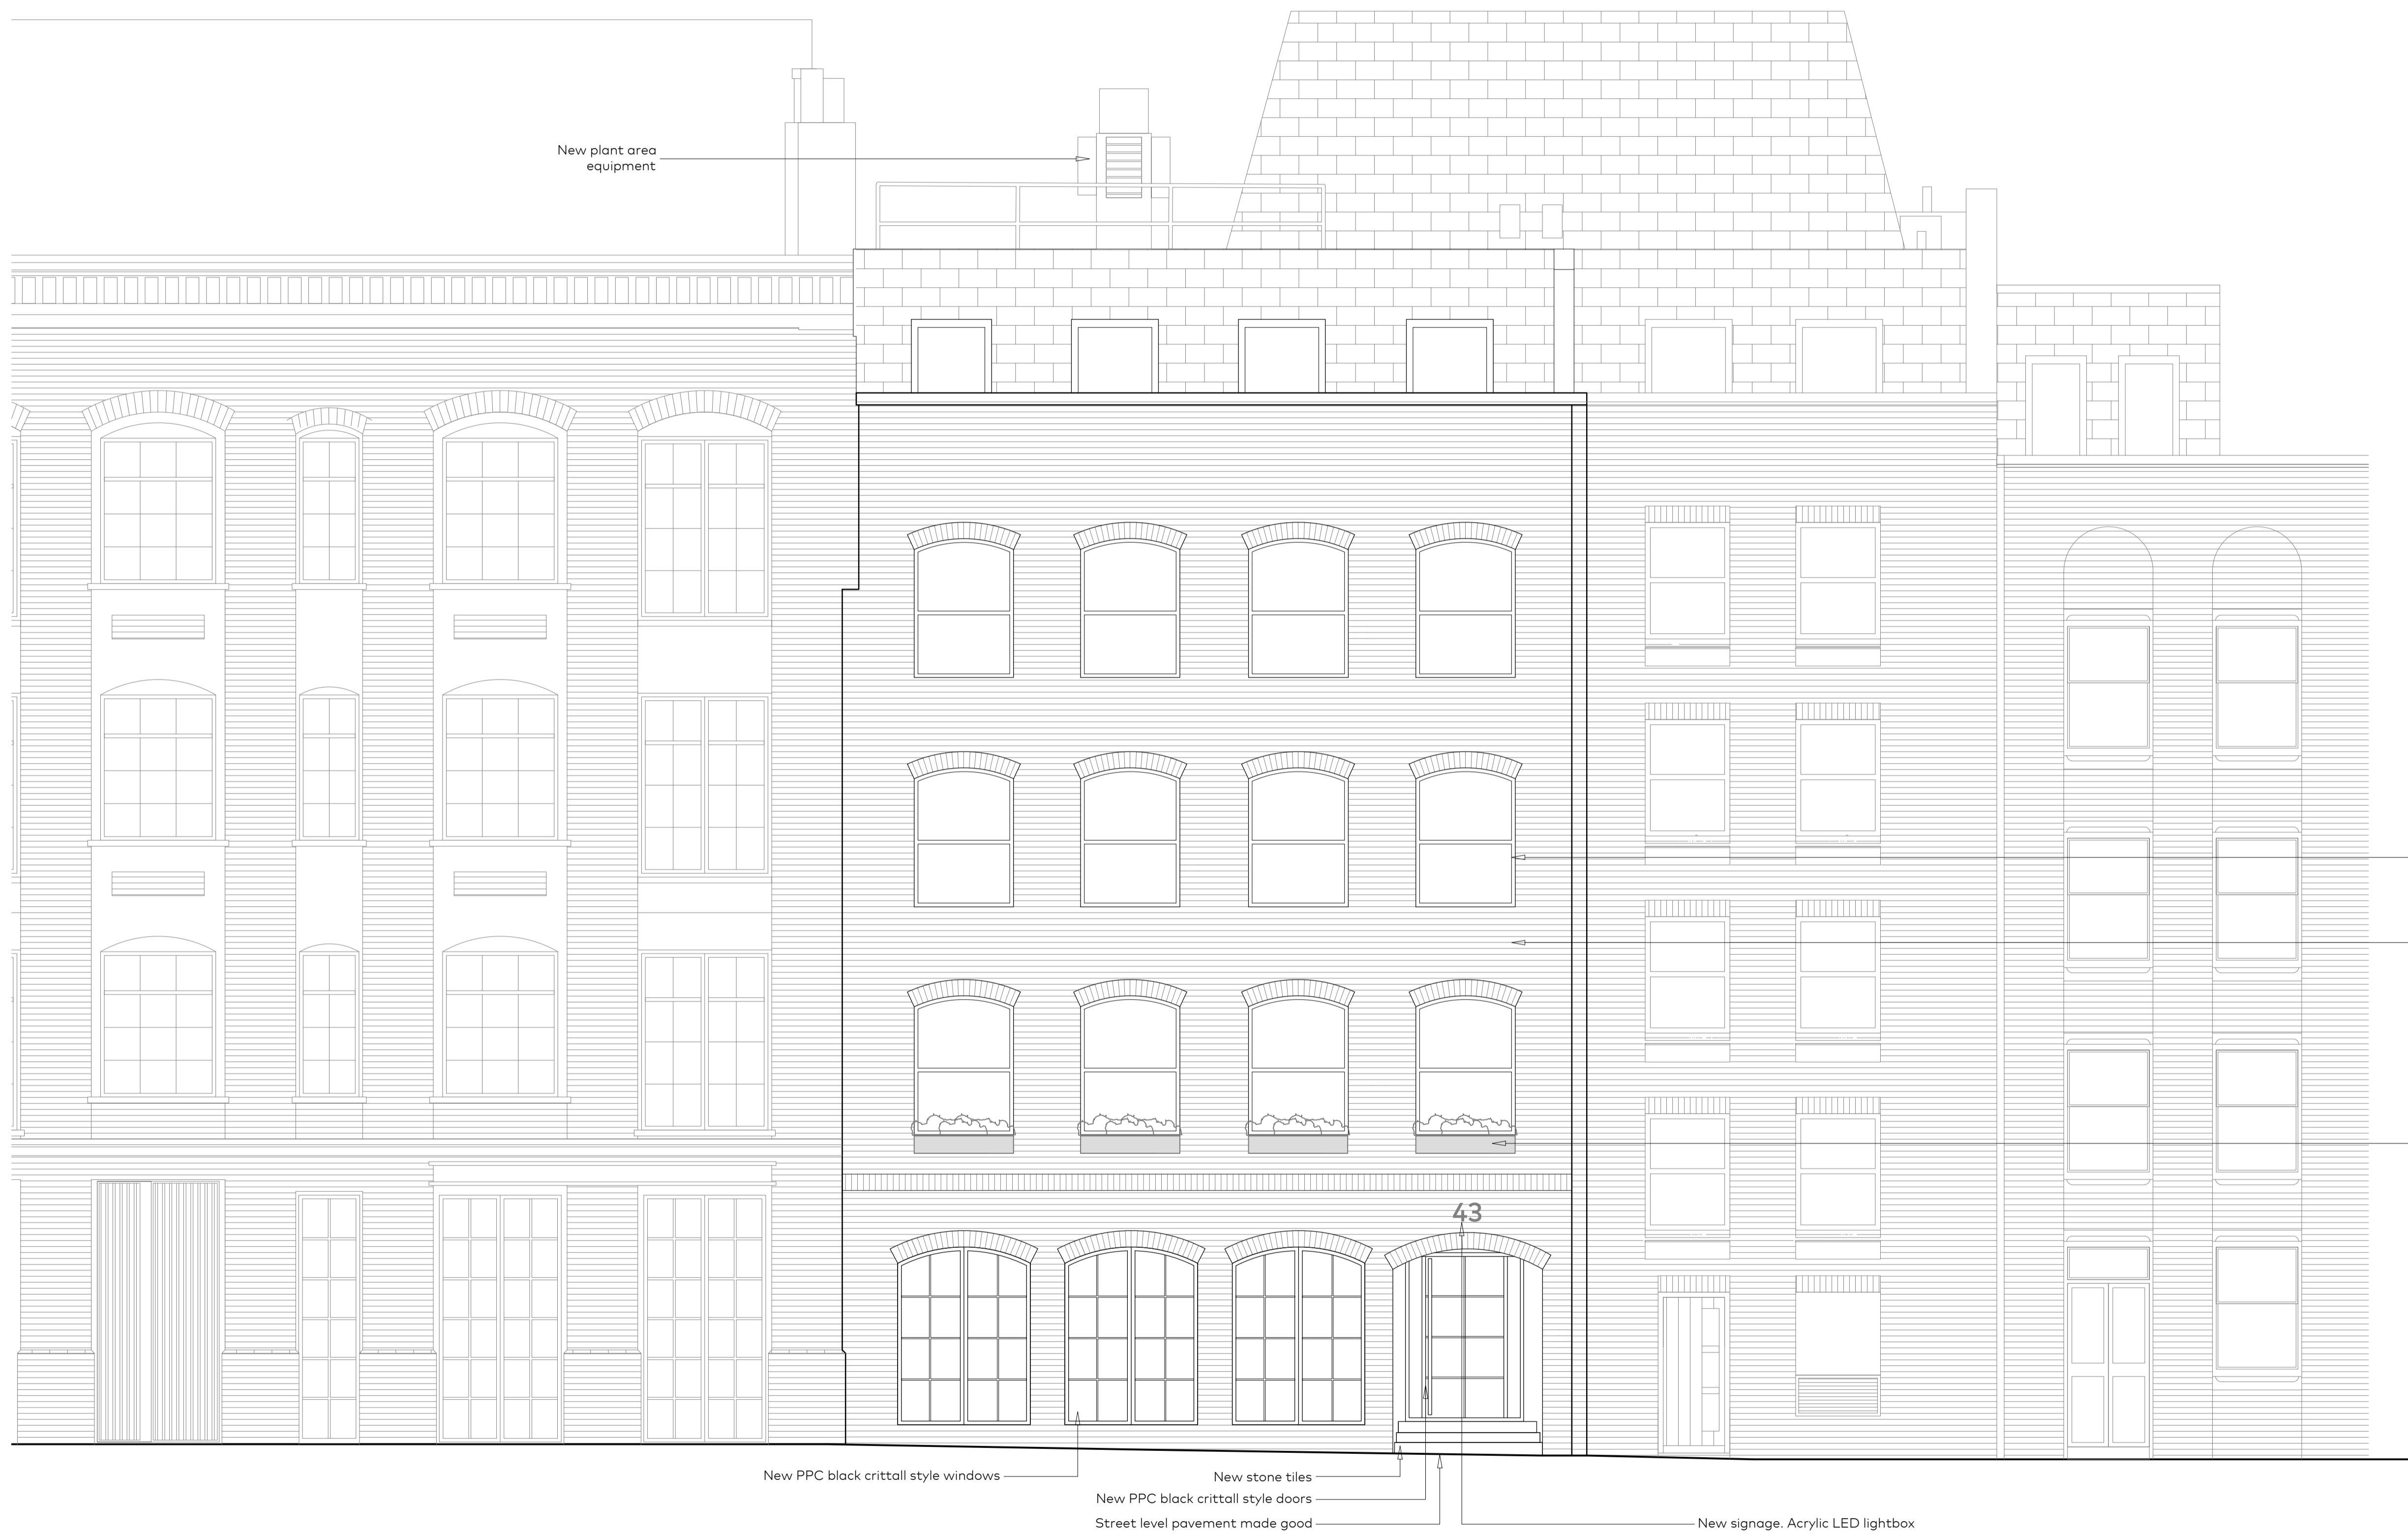 New plant area
equipment
43
New PPC black crittall style windows
New stone tiles
New PPC black crittall style doors
Street level pavement made good
New signage. Acrylic LED lightbox